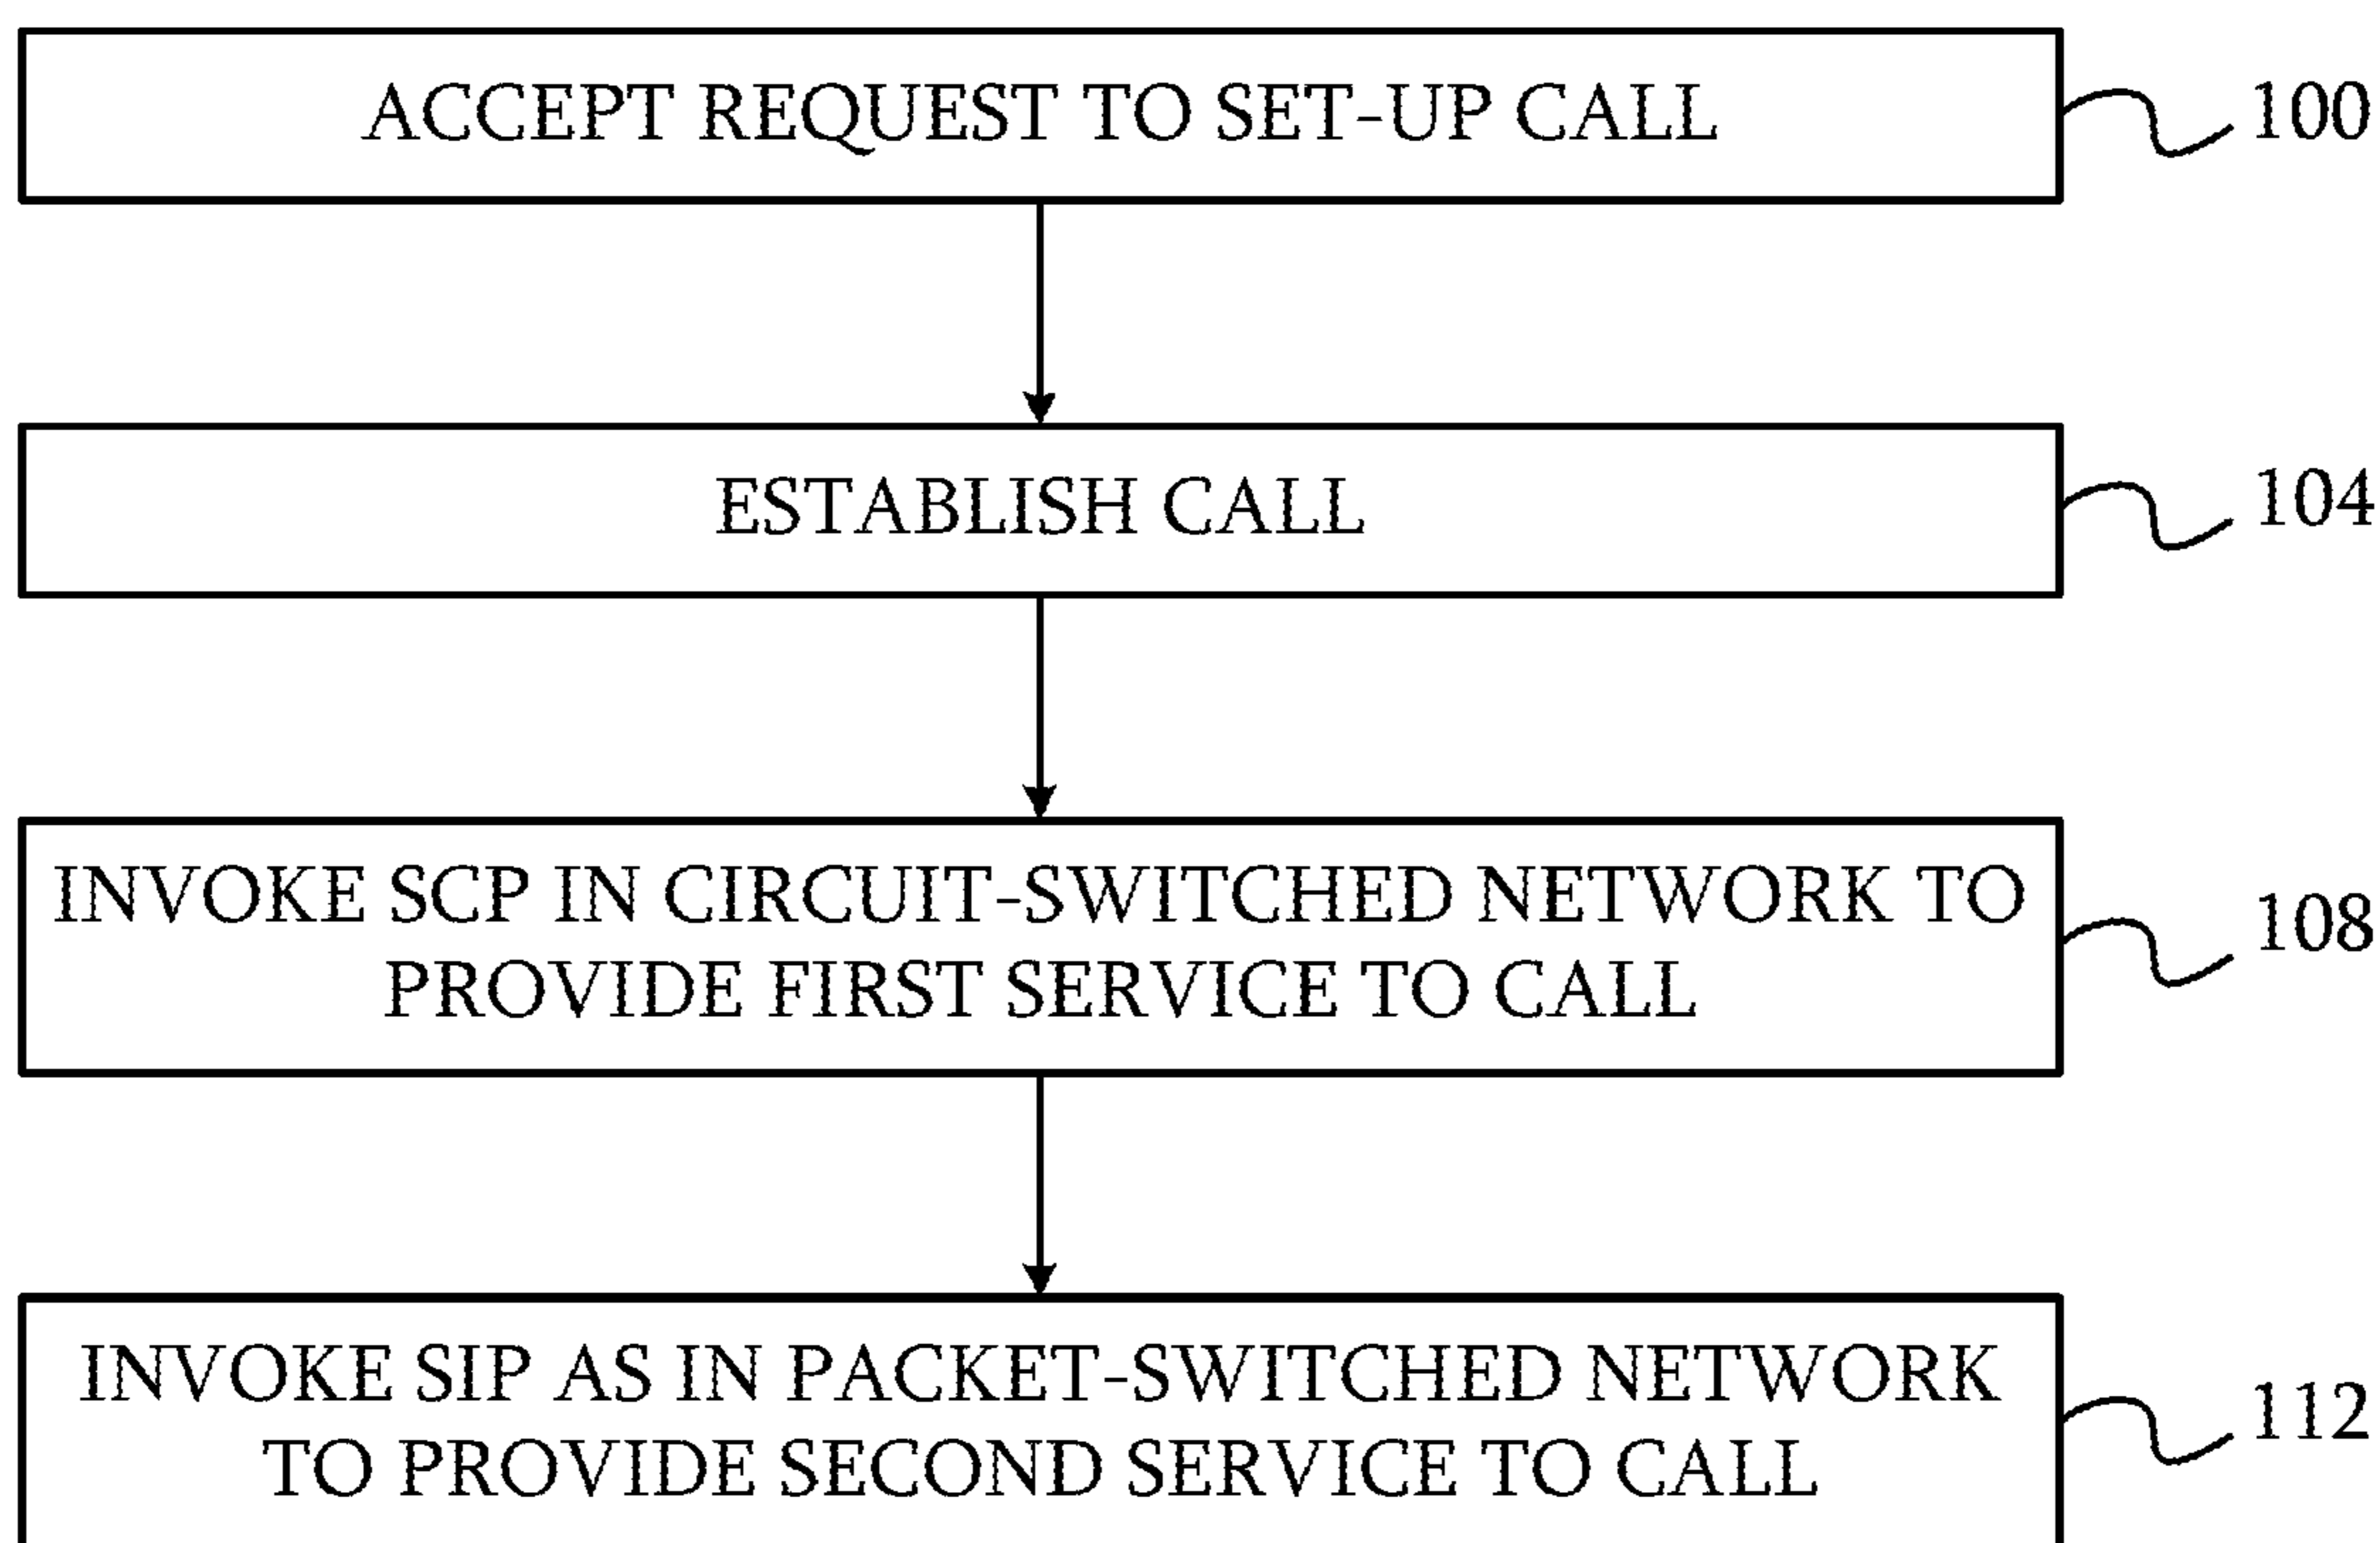 ACCEPT REQUEST TO SET-UP CALL
100
ESTABLISH CALL
104
INVOKE SCP IN CIRCUIT-SWITCHED NETWORK TO
PROVIDE FIRST SERVICE TO CALL
108
INVOKE SIP AS IN PACKET-SWITCHED NETWORK
TO PROVIDE SECOND SERVICE TO CALL
112